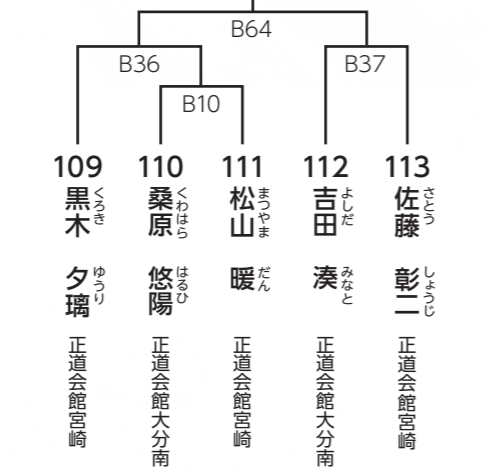 B64
B36
B37
B10
109
黒木 夕璃
くろき ゆうり
正道会館宮崎
110
桑原 悠陽
くわはら はるひ
正道会館大分南
111
松山 暖
まつやま だん
正道会館宮崎
112
吉田 湊
よしだ みなと
正道会館大分南
113
佐藤 彰二
さとう しょうじ
正道会館宮崎